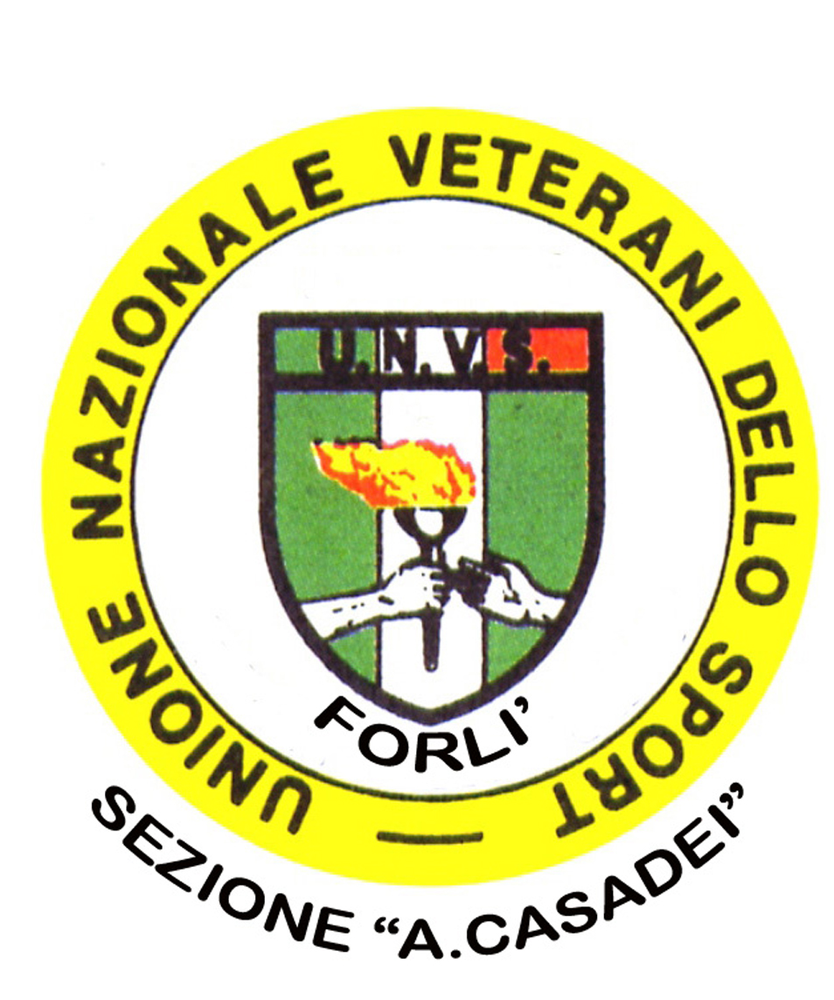 UNIONE NAZIONALE VETERANI DELLO SPORT —
U.N.V.S.
FORLI’
SEZIONE “A.CASADEI”